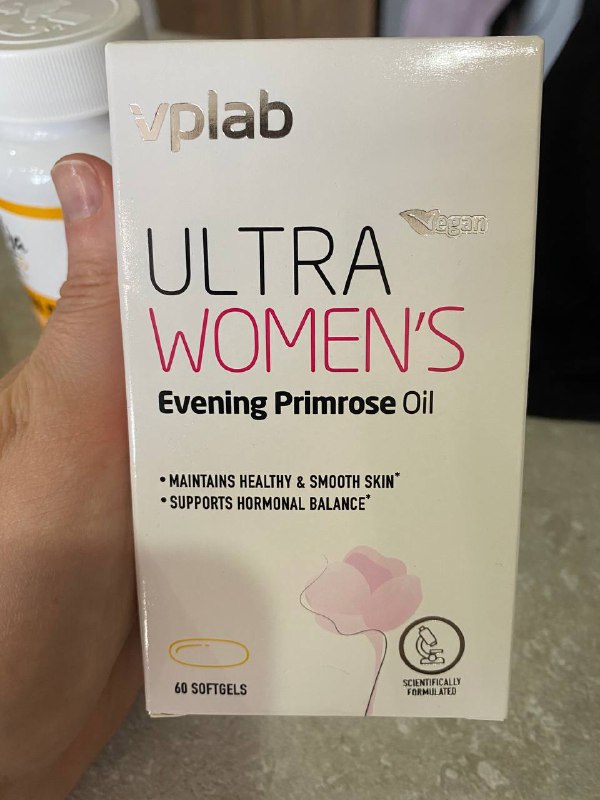 vplab
Vegan
ULTRA
WOMEN'S
Evening Primrose Oil
• MAINTAINS HEALTHY & SMOOTH SKIN*
• SUPPORTS HORMONAL BALANCE*
60 SOFTGELS
SCIENTIFICALLY
FORMULATED